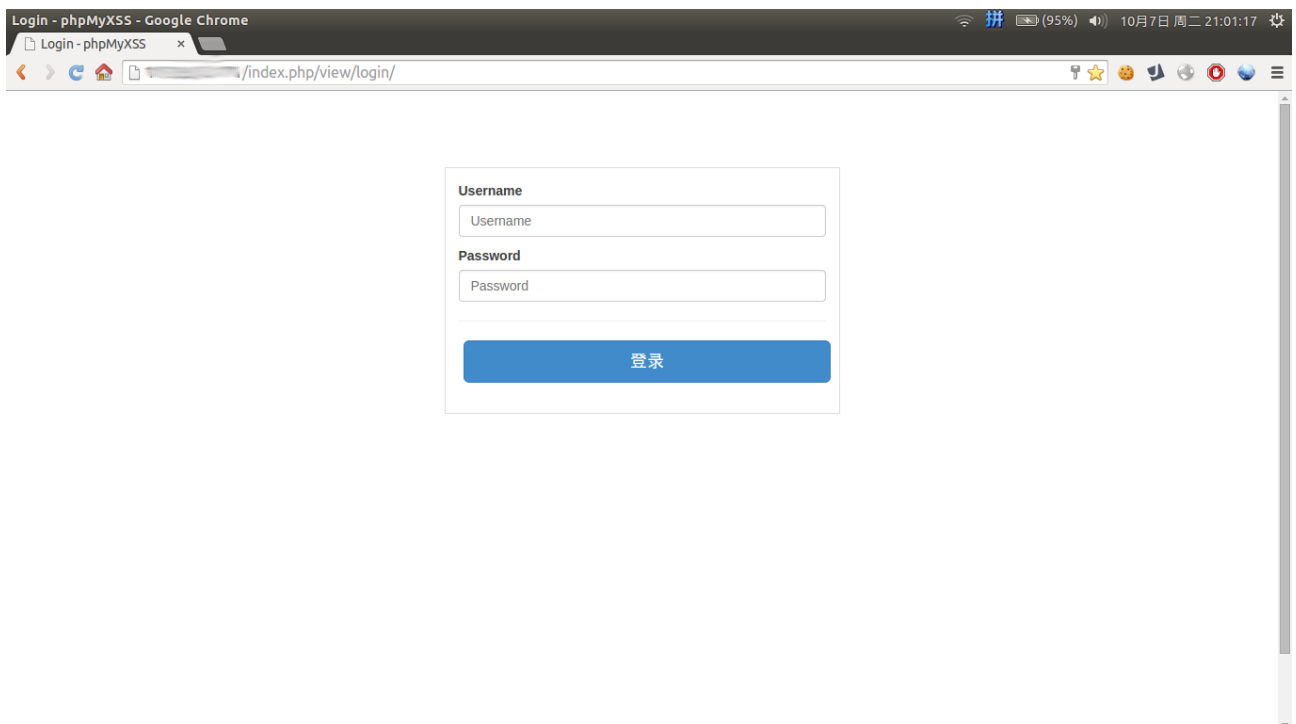 Login - phpMyXSS - Google Chrome
拼 (95%) 10月7日 周二 21:01:17
Login - phpMyXSS ×
/index.php/view/login/
Username
Username
Password
Password
登录